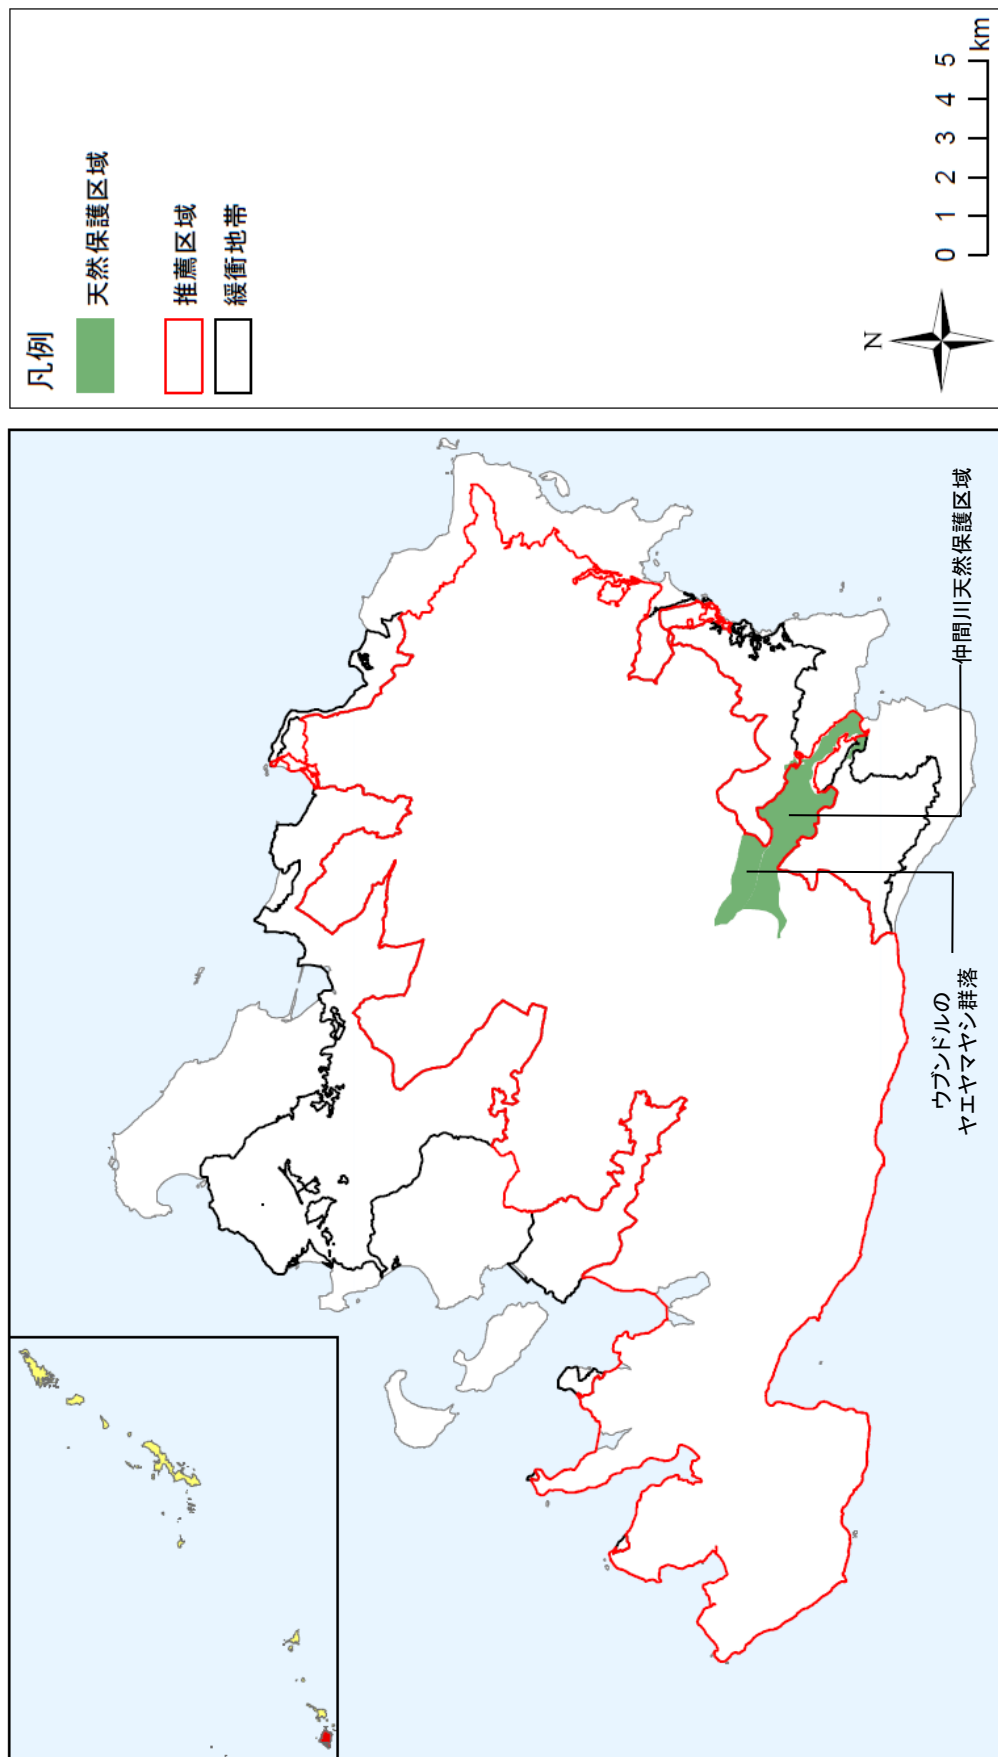 凡例
天然保護区域
推薦区域
緩衝地帯
N
0 1 2 3 4 5
km
仲間川天然保護区域
ウブンドルの
ヤエヤマヤシ群落